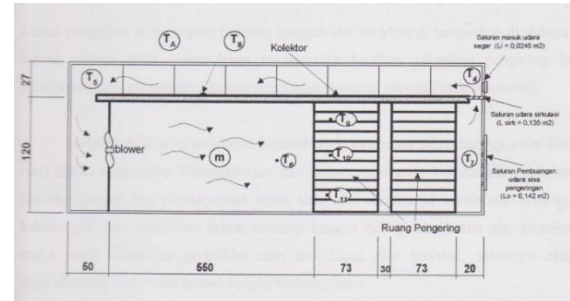 T_A
T_B
Kolektor
Saluran masuk udara
segar (Li = 0,0245 m2)
T_5
T_4
27
Saluran udara sirkulasi
(L sirk = 0,135 m2)
blower
T_9
120
m
T_10
Saluran Pembuangan
udara sisa
pengeringan
(Lo = 0,142 m2)
T_11
Ruang Pengering
50
550
73
30
73
20